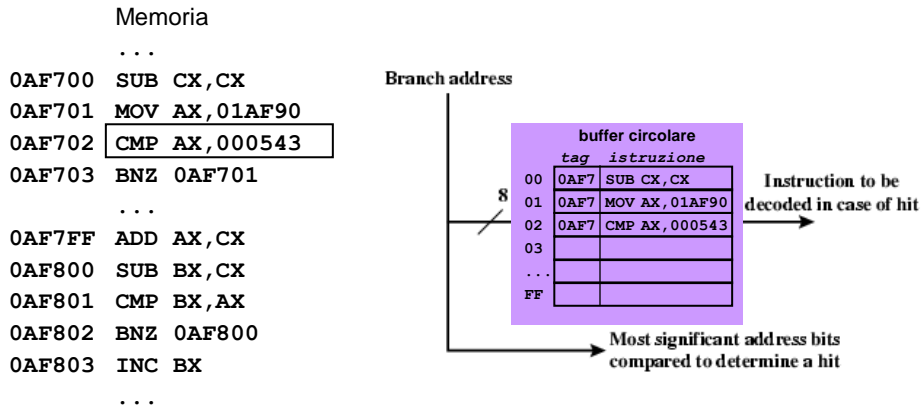 Memoria
...
0AF700 SUB CX,CX
0AF701 MOV AX,01AF90
0AF702 CMP AX,000543
0AF703 BNZ 0AF701
...
0AF7FF ADD AX,CX
0AF800 SUB BX,CX
0AF801 CMP BX,AX
0AF802 BNZ 0AF800
0AF803 INC BX
...
Branch address
8
buffer circolare
tag istruzione
00 0AF7 SUB CX,CX
01 0AF7 MOV AX,01AF90
02 0AF7 CMP AX,000543
03
...
FF
Instruction to be
decoded in case of hit
Most significant address bits
compared to determine a hit